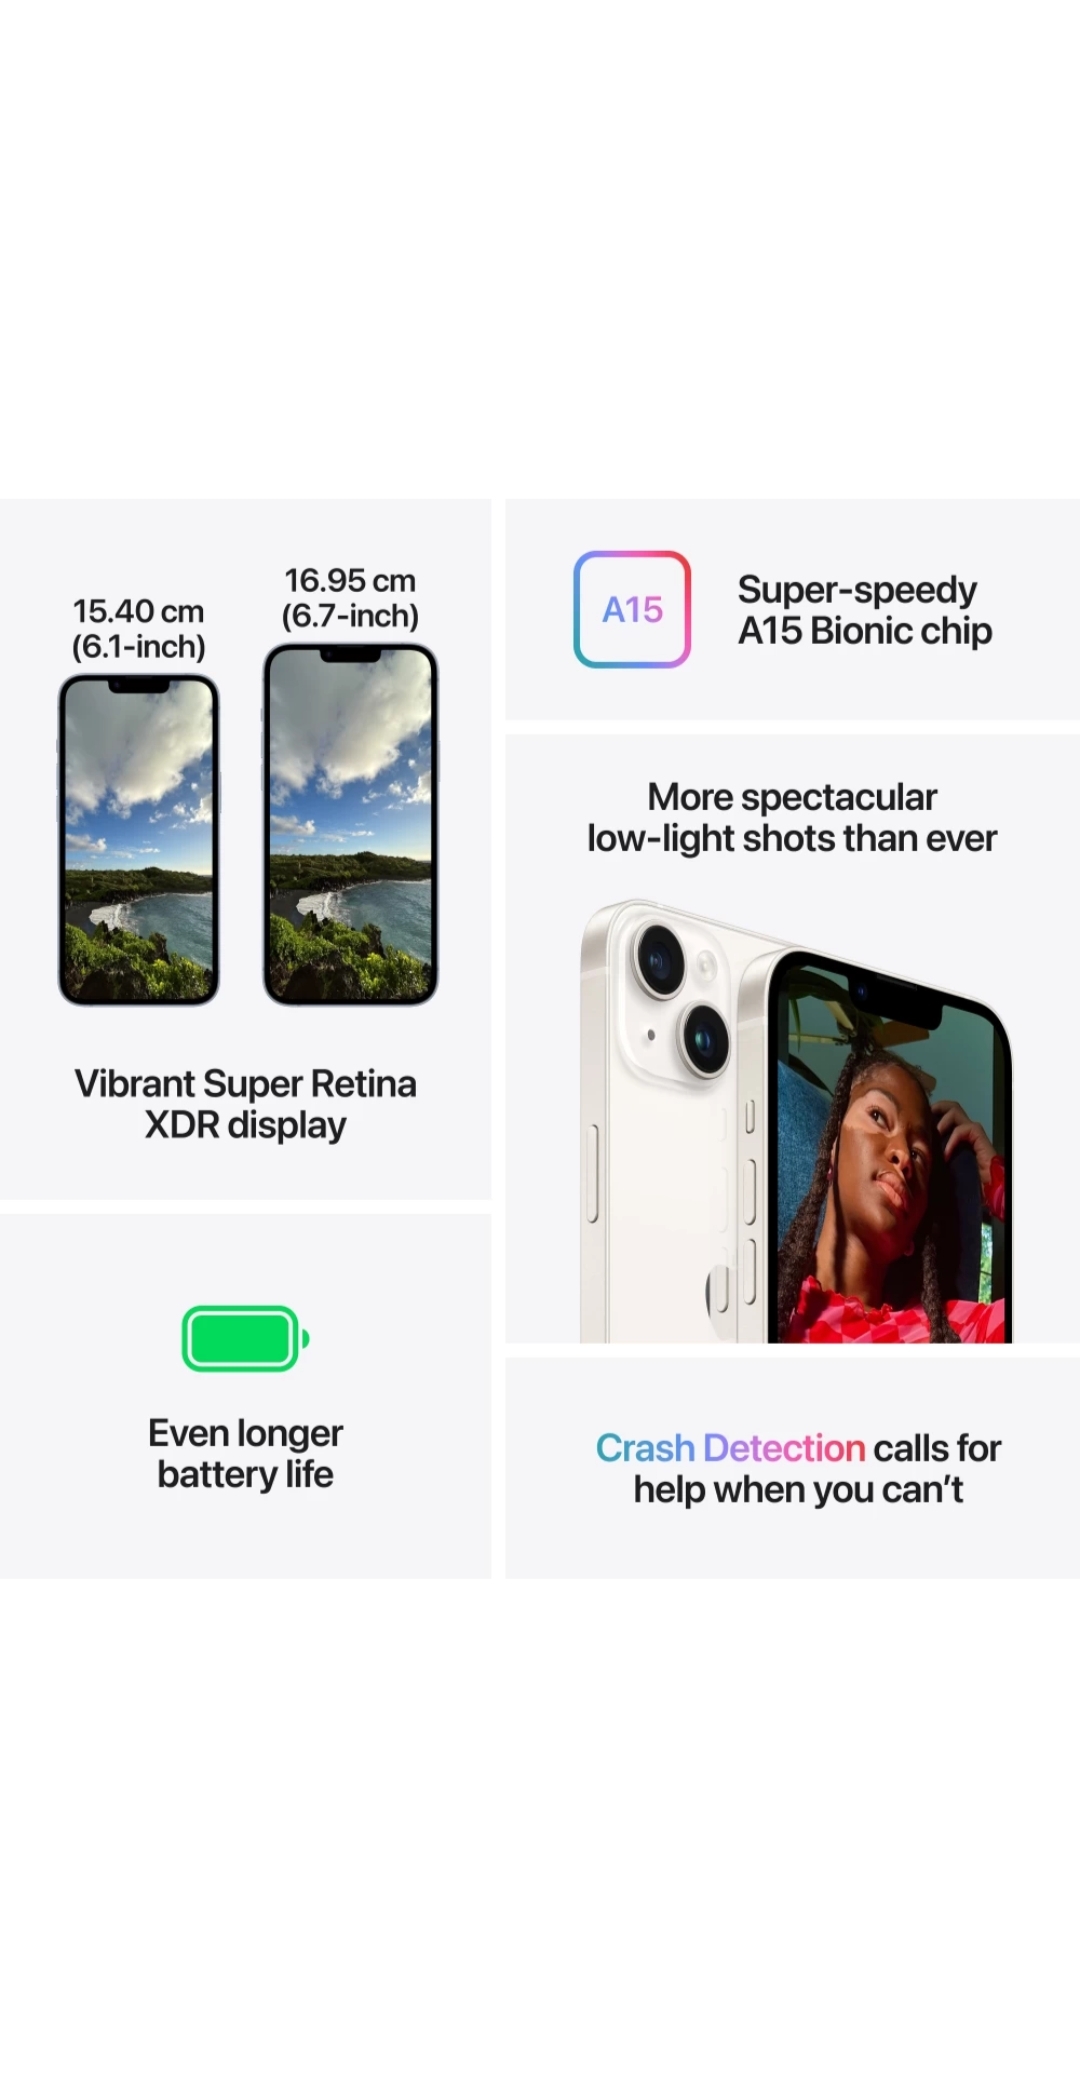 15.40 cm
(6.1-inch)
16.95 cm
(6.7-inch)
Vibrant Super Retina
XDR display
Even longer
battery life
A15
Super-speedy
A15 Bionic chip
More spectacular
low-light shots than ever
Crash Detection calls for
help when you can’t